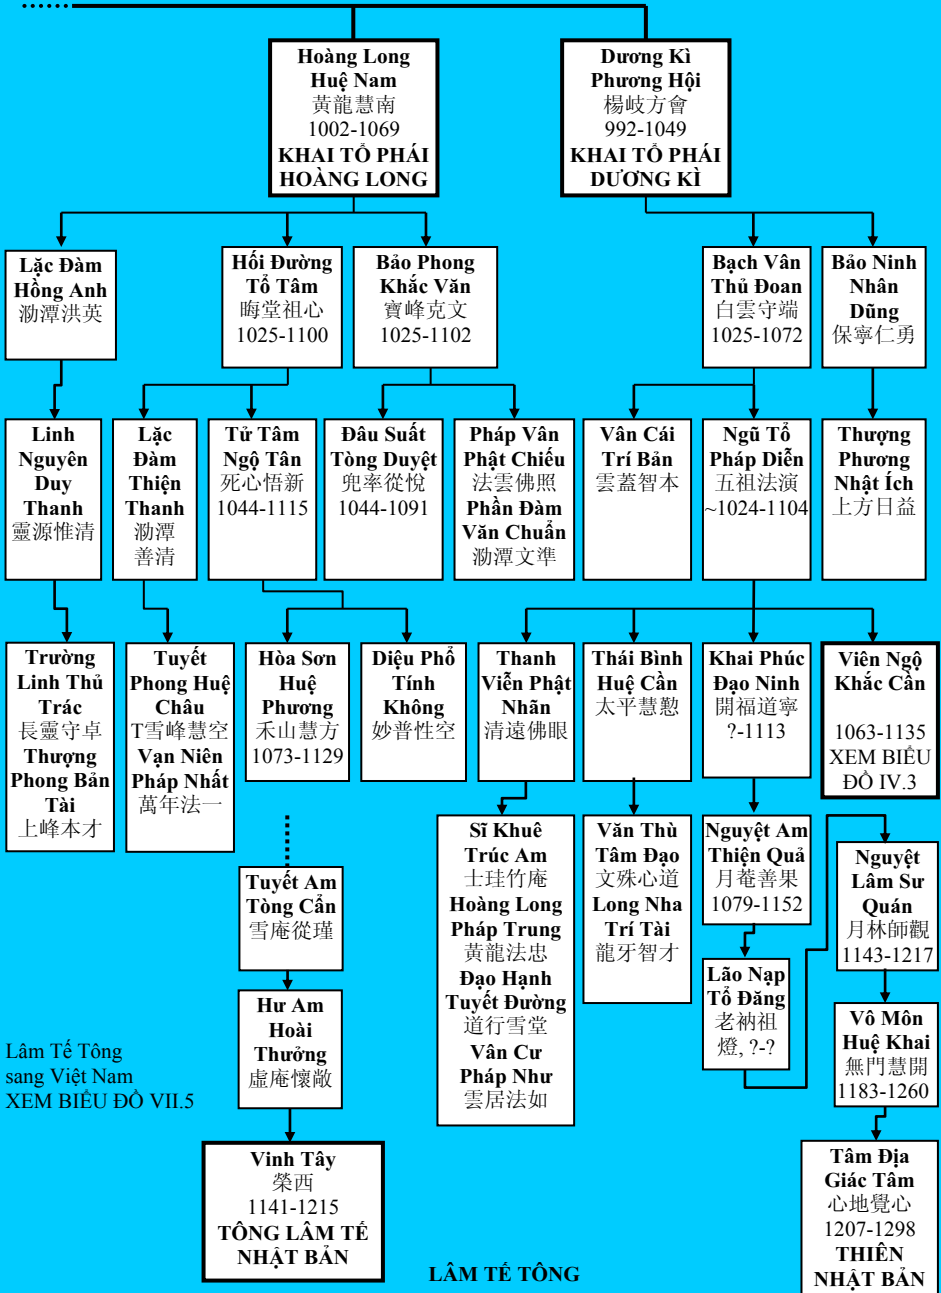 Hoàng Long
Huệ Nam
黃龍慧南
1002-1069
KHAI TỔ PHÁI
HOÀNG LONG
Dương Kì
Phương Hội
楊岐方會
992-1049
KHAI TỔ PHÁI
DƯƠNG KÌ
Lặc Đàm
Hồng Anh
泐潭洪英
Hối Đường
Tổ Tâm
晦堂祖心
1025-1100
Bảo Phong
Khắc Văn
寶峰克文
1025-1102
Bạch Vân
Thủ Đoan
白雲守端
1025-1072
Bảo Ninh
Nhân
Dũng
保寧仁勇
Linh
Nguyên
Duy
Thanh
靈源惟清
Lặc
Đàm
Thiện
Thanh
泐潭
善清
Tử Tâm
Ngộ Tân
死心悟新
1044-1115
Đâu Suất
Tòng Duyệt
兜率從悅
1044-1091
Pháp Vân
Phật Chiếu
法雲佛照
Phần Đàm
Văn Chuẩn
泐潭文準
Vân Cái
Trí Bản
雲蓋智本
Ngũ Tổ
Pháp Diễn
五祖法演
~1024-1104
Thượng
Phương
Nhật Ích
上方日益
Trường
Linh Thủ
Trác
長靈守卓
Thượng
Phong Bản
Tài
上峰本才
Tuyết
Phong Huệ
Châu
T雪峰慧空
Vạn Niên
Pháp Nhất
萬年法一
Hòa Sơn
Huệ
Phương
禾山慧方
1073-1129
Diệu Phổ
Tính
Không
妙普性空
Thanh
Viễn Phật
Nhãn
清遠佛眼
Thái Bình
Huệ Cần
太平慧懃
Khai Phúc
Đạo Ninh
開福道寧
?-1113
Viên Ngộ
Khắc Cần
1063-1135
XEM BIỂU
ĐỒ IV.3
Tuyết Am
Tòng Cẩn
雪庵從瑾
Sĩ Khuê
Trúc Am
士珪竹庵
Hoàng Long
Pháp Trung
黃龍法忠
Đạo Hạnh
Tuyết Đường
道行雪堂
Vân Cư
Pháp Như
雲居法如
Văn Thù
Tâm Đạo
文殊心道
Long Nha
Trí Tài
龍牙智才
Nguyệt Am
Thiện Quả
月菴善果
1079-1152
Nguyệt
Lâm Sư
Quán
月林師觀
1143-1217
Lão Nạp
Tổ Đăng
老衲祖
燈, ?-?
Hư Am
Hoài
Thưởng
虛庵懷敞
Vô Môn
Huệ Khai
無門慧開
1183-1260
Lâm Tế Tông
sang Việt Nam
XEM BIỂU ĐỒ VII.5
Vinh Tây
榮西
1141-1215
TÔNG LÂM TẾ
NHẬT BẢN
Tâm Địa
Giác Tâm
心地覺心
1207-1298
THIỀN
NHẬT BẢN
LÂM TẾ TÔNG